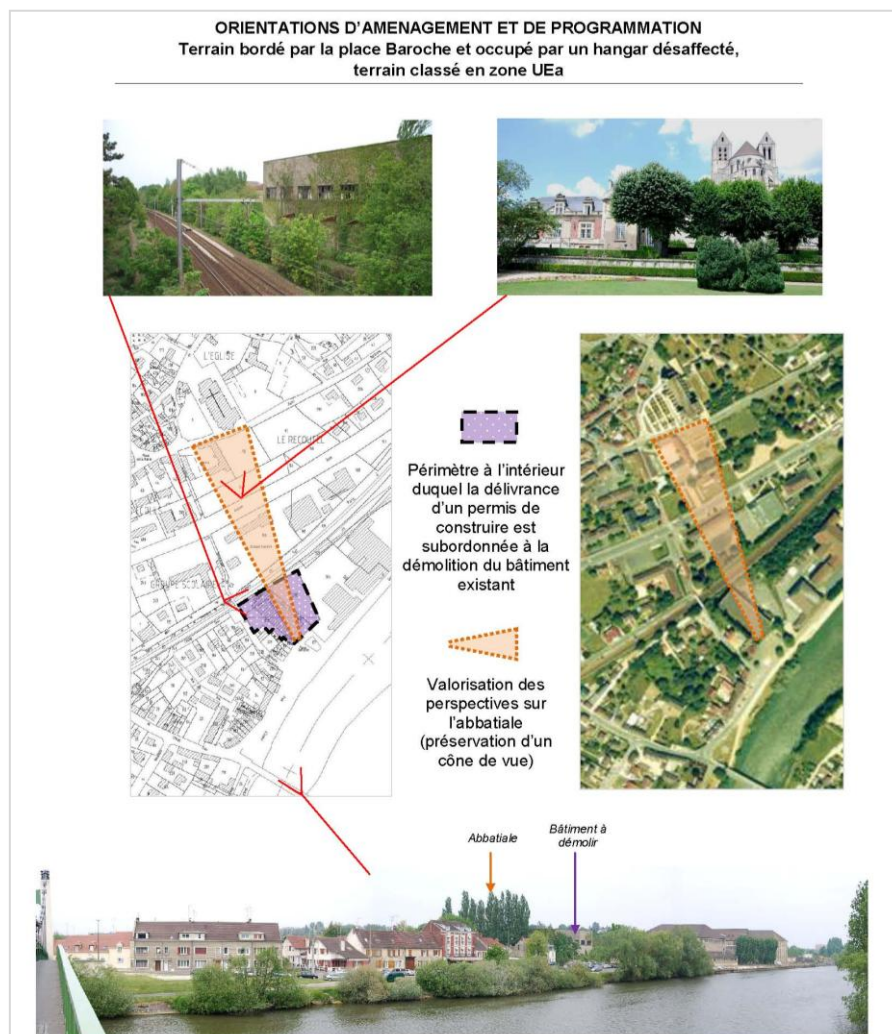 ORIENTATIONS D'AMENAGEMENT ET DE PROGRAMMATION
Terrain bordé par la place Baroche et occupé par un hangar désaffecté,
terrain classé en zone UEa
L'EGLISE
LE RECOUTEL
GROUPE SCOLAIRE
Périmètre à l'intérieur
duquel la délivrance
d'un permis de
construire est
subordonnée à la
démolition du bâtiment
existant
Valorisation des
perspectives sur
l'abbatiale
(préservation d'un
cône de vue)
Abbatiale
Bâtiment à
démolir